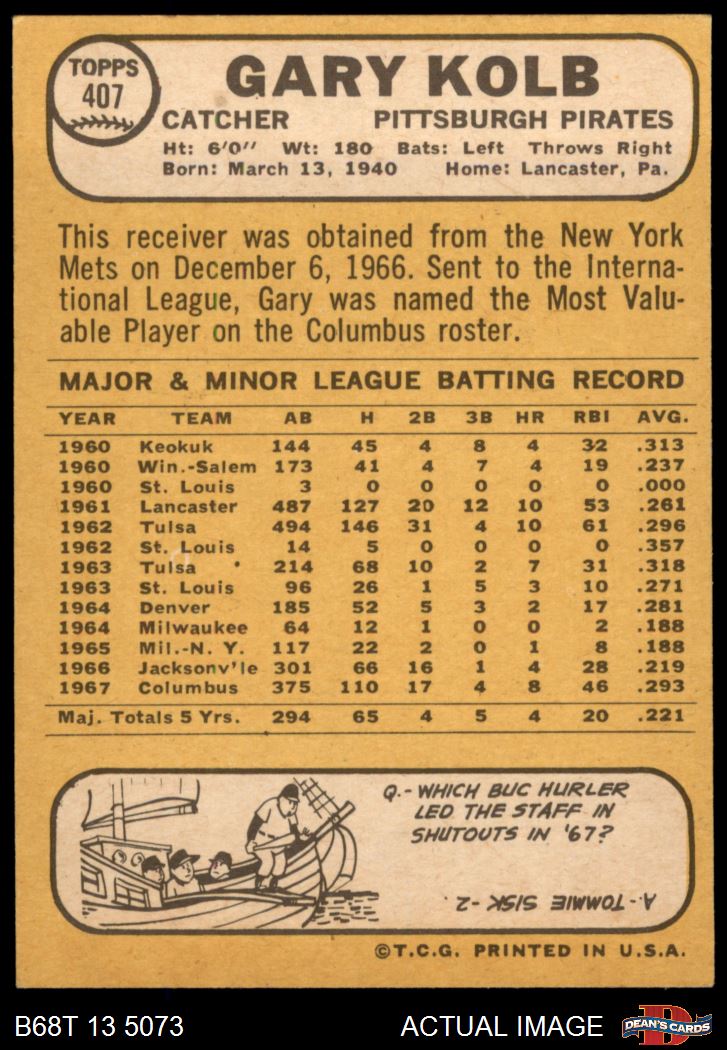 TOPPS
407
GARY KOLB
CATCHER PITTSBURGH PIRATES
Ht: 6'0" Wt: 180 Bats: Left Throws Right
Born: March 13, 1940 Home: Lancaster, Pa.
This receiver was obtained from the New York
Mets on December 6, 1966. Sent to the Interna-
tional League, Gary was named the Most Valu-
able Player on the Columbus roster.
MAJOR & MINOR LEAGUE BATTING RECORD
YEAR TEAM AB H 2B 3B HR RBI AVG.
1960 Keokuk 144 45 4 8 4 32 .313
1960 Win.-Salem 173 41 4 7 4 19 .237
1960 St. Louis 3 0 0 0 0 0 .000
1961 Lancaster 487 127 20 12 10 53 .261
1962 Tulsa 494 146 31 4 10 61 .296
1962 St. Louis 14 5 0 0 0 0 .357
1963 Tulsa 214 68 10 2 7 31 .318
1963 St. Louis 96 26 1 5 3 10 .271
1964 Denver 185 52 5 3 2 17 .281
1964 Milwaukee 64 12 1 0 0 2 .188
1965 Mil.-N. Y. 117 22 2 0 1 8 .188
1966 Jacksonv'le 301 66 16 1 4 28 .219
1967 Columbus 375 110 17 4 8 46 .293
Maj. Totals 5 Yrs. 294 65 4 5 4 20 .221
Q.-WHICH BUC HURLER
LED THE STAFF IN
SHUTOUTS IN '67?
A-TOMMIE SISK-2.
©T.C.G. PRINTED IN U.S.A.
B68T 13 5073 ACTUAL IMAGE
D
DEAN'S CARDS